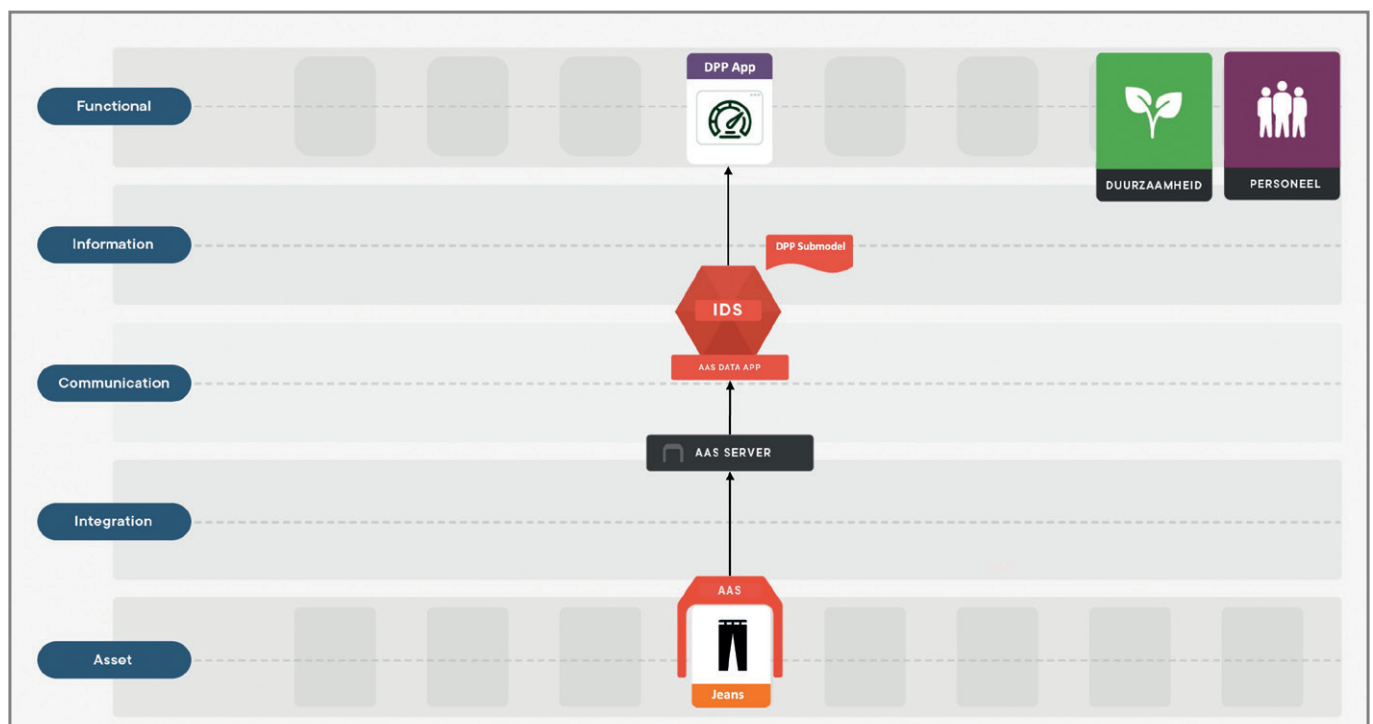 DPP App
Functional
DUURZAAMHEID
PERSONEEL
Information
DPP Submodel
IDS
AAS DATA APP
Communication
AAS SERVER
Integration
AAS
Asset
Jeans